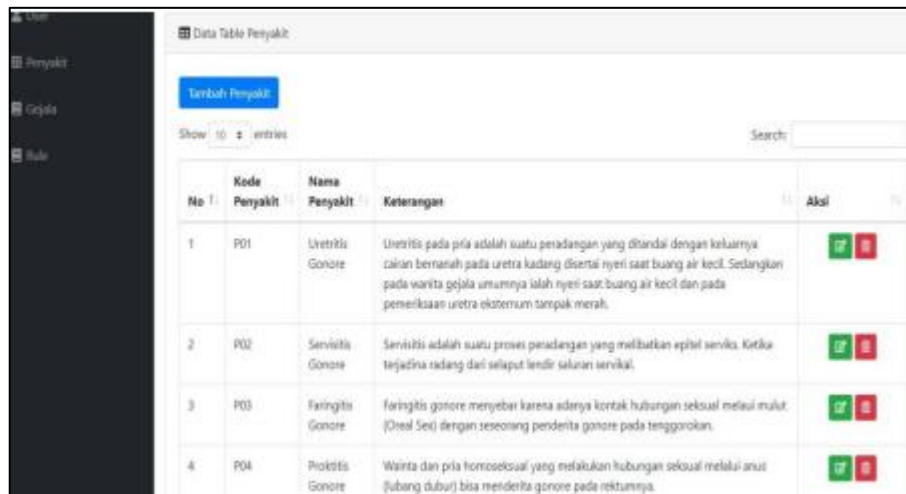 User
Data Table Penyakit
Penyakit
Tambah Penyakit
Gejala
Show 10 entries
Search:
Rule
No
Kode Penyakit
Nama Penyakit
Keterangan
Aksi
1
P01
Uretritis Gonore
Uretritis pada pria adalah suatu peradangan yang ditandai dengan keluarnya
cairan bernanah pada uretra kadang disertai nyeri saat buang air kecil. Sedangkan
pada wanita gejala umumnya ialah nyeri saat buang air kecil dan pada
pemeriksaan uretra eksternum tampak merah.
2
P02
Servisitis Gonore
Servisitis adalah suatu proses peradangan yang melibatkan epitel serviks. Ketika
terjadina radang dari selaput lendir saluran servikal.
3
P03
Faringitis Gonore
Faringitis gonore menyebar karena adanya kontak hubungan seksual melaui mulut
(Oreal Sex) dengan seseorang penderita gonore pada tenggorokan.
4
P04
Proktitis Gonore
Wainta dan pria homoseksual yang melakukan hubungan seksual melalui anus
(lubang dubur) bisa menderita gonore pada rektumnya.